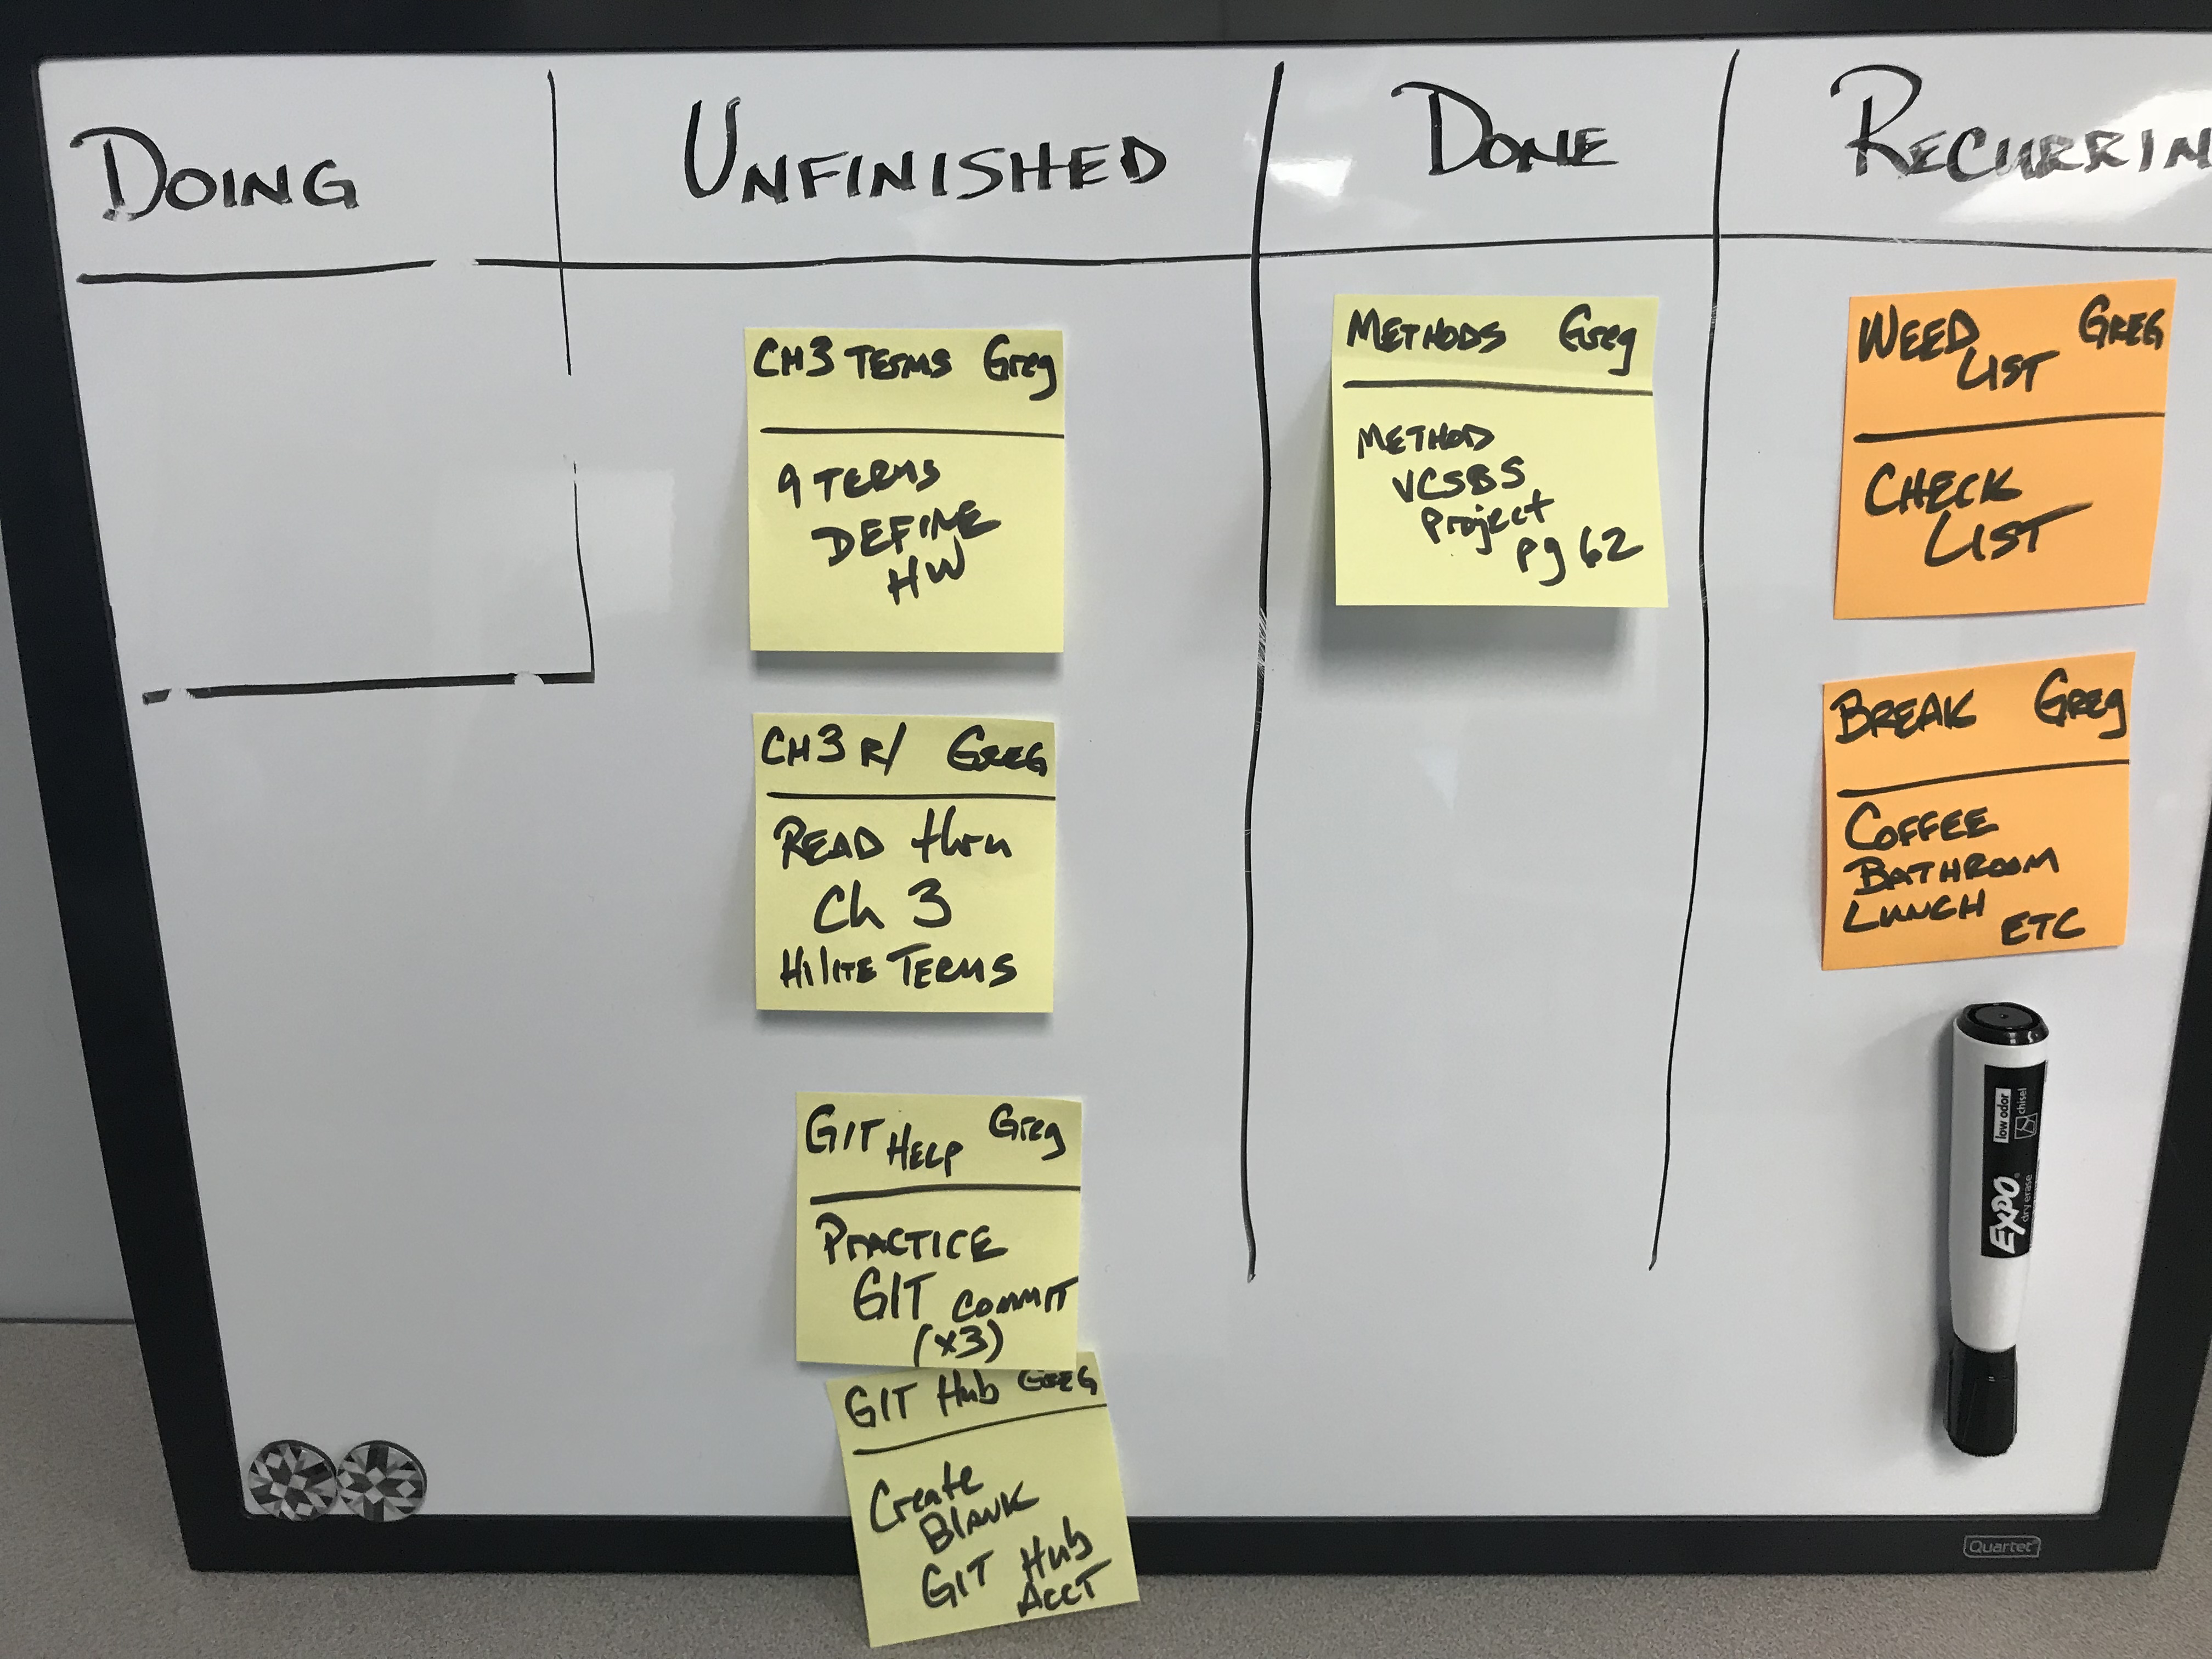 DOING
UNFINISHED
DONE
RECURRIN
CH3 TERMS Greg
9 TERMS
DEFINE
HW
CH3 R/ GREG
READ thru
Ch 3
HiLITE TERMS
GIT HELP Greg
PRACTICE
GIT COMMIT
(x3)
GIT Hub GREG
Create
BLANK
GIT Hub
ACCT
METHODS Greg
METHOD
VCSBS
Project
pg 62
WEED GREG
LIST
CHECK
LIST
BREAK Greg
COFFEE
BATHROOM
LUNCH
ETC
EXPO
dry erase
low odor
chisel
Quartet